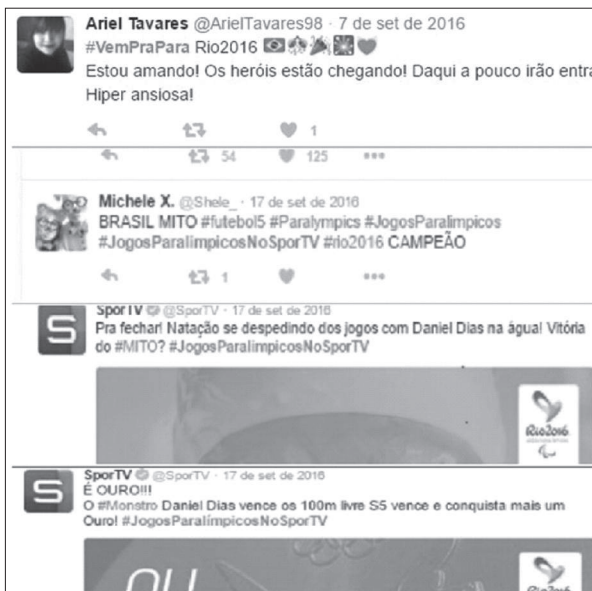 Ariel Tavares @ArielTavares98 · 7 de set de 2016
#VemPraPara Rio2016
Estou amando! Os heróis estão chegando! Daqui a pouco irão entra
Hiper ansiosa!
1
54 125
Michele X. @Shele_ · 17 de set de 2016
BRASIL MITO #futebol5 #Paralympics #JogosParalimpicos
#JogosParalimpicosNoSporTV #rio2016 CAMPEÃO
1
SporTV @SporTV · 17 de set de 2016
S
Pra fechar! Natação se despedindo dos jogos com Daniel Dias na água! Vitória
do #MITO? #JogosParalimpicosNoSporTV
Rio2016
SporTV @SporTV · 17 de set de 2016
S
É OURO!!!
O #Monstro Daniel Dias vence os 100m livre S5 vence e conquista mais um
Ouro! #JogosParalímpicosNoSporTV
OU
Rio2016